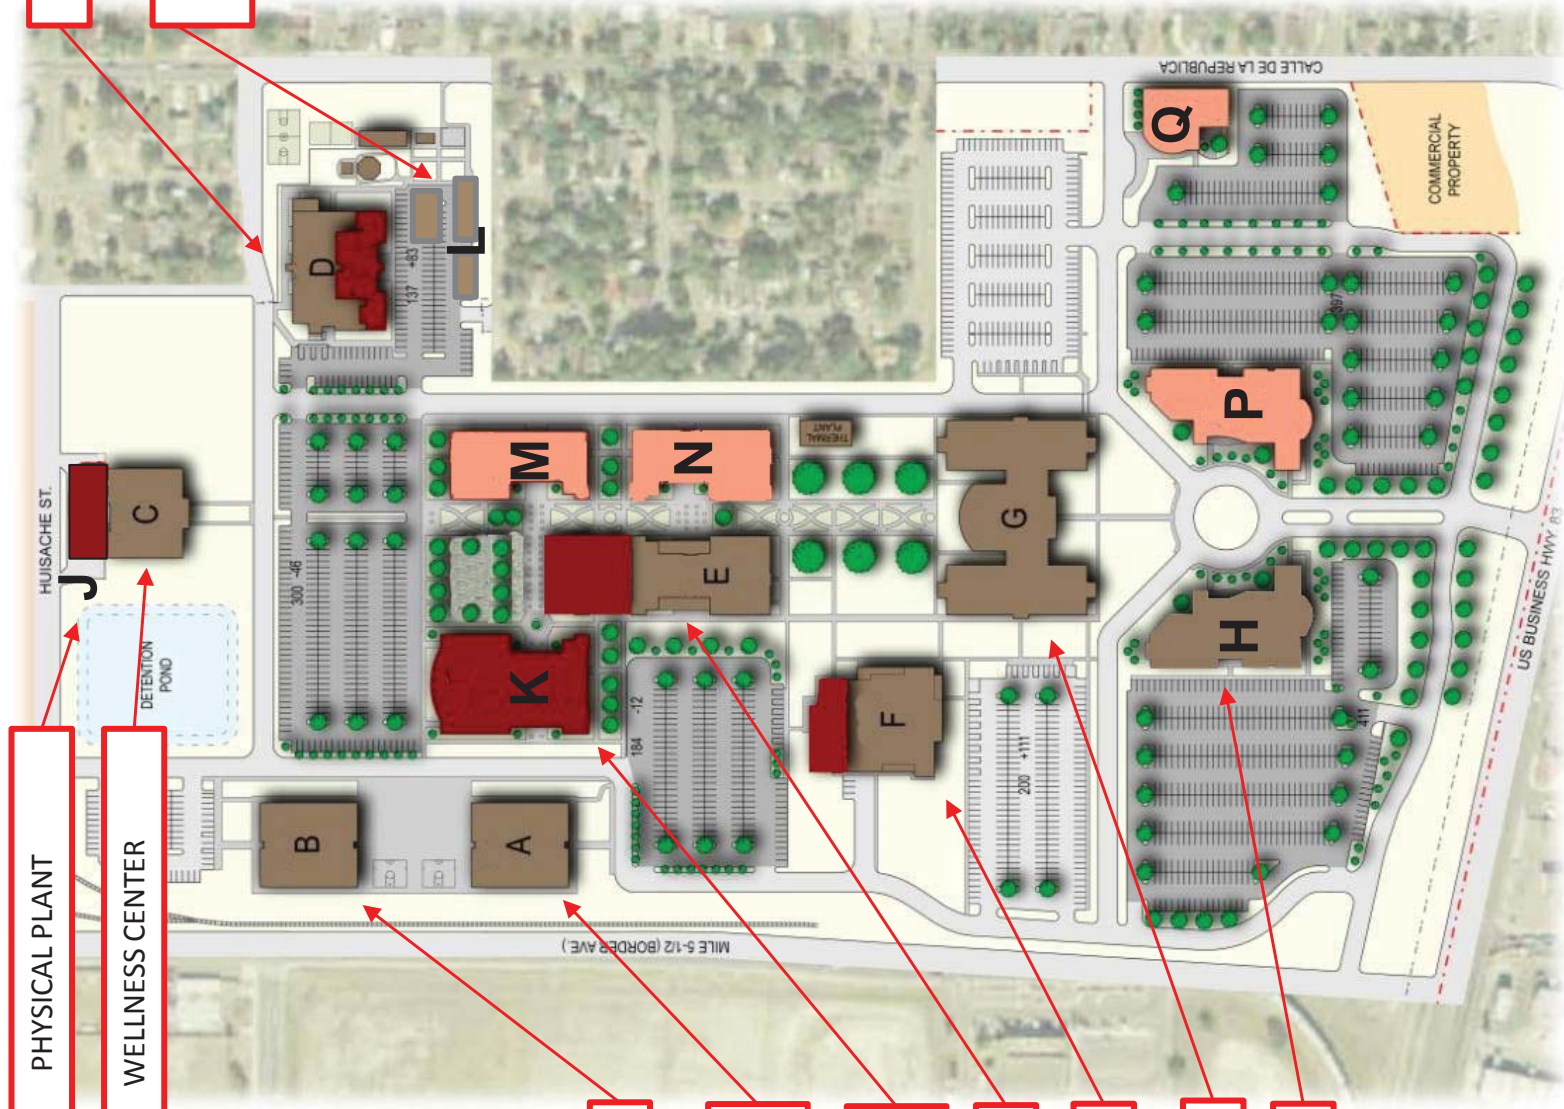 PHYSICAL PLANT
WELLNESS CENTER
HUISACHE ST.
J
C
DETENTION
POND
D
L
137 +83
300 -46
B
A
K
M
N
E
184 -12
THERMAL
PLANT
F
G
200 +111
H
P
Q
397
411
CALLE DE LA REPUBLICA
COMMERCIAL
PROPERTY
MILE 5-1/2 (BORDER AVE.)
US BUSINESS HWY 83